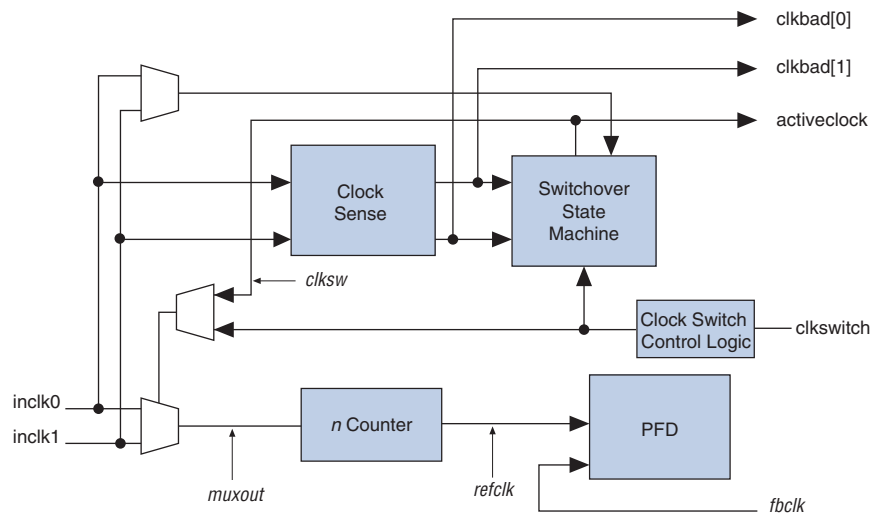 clkbad[0]
clkbad[1]
activeclock
Clock
Sense
Switchover
State
Machine
clksw
Clock Switch
Control Logic
clkswitch
inclk0
inclk1
n Counter
PFD
muxout
refclk
fbclk